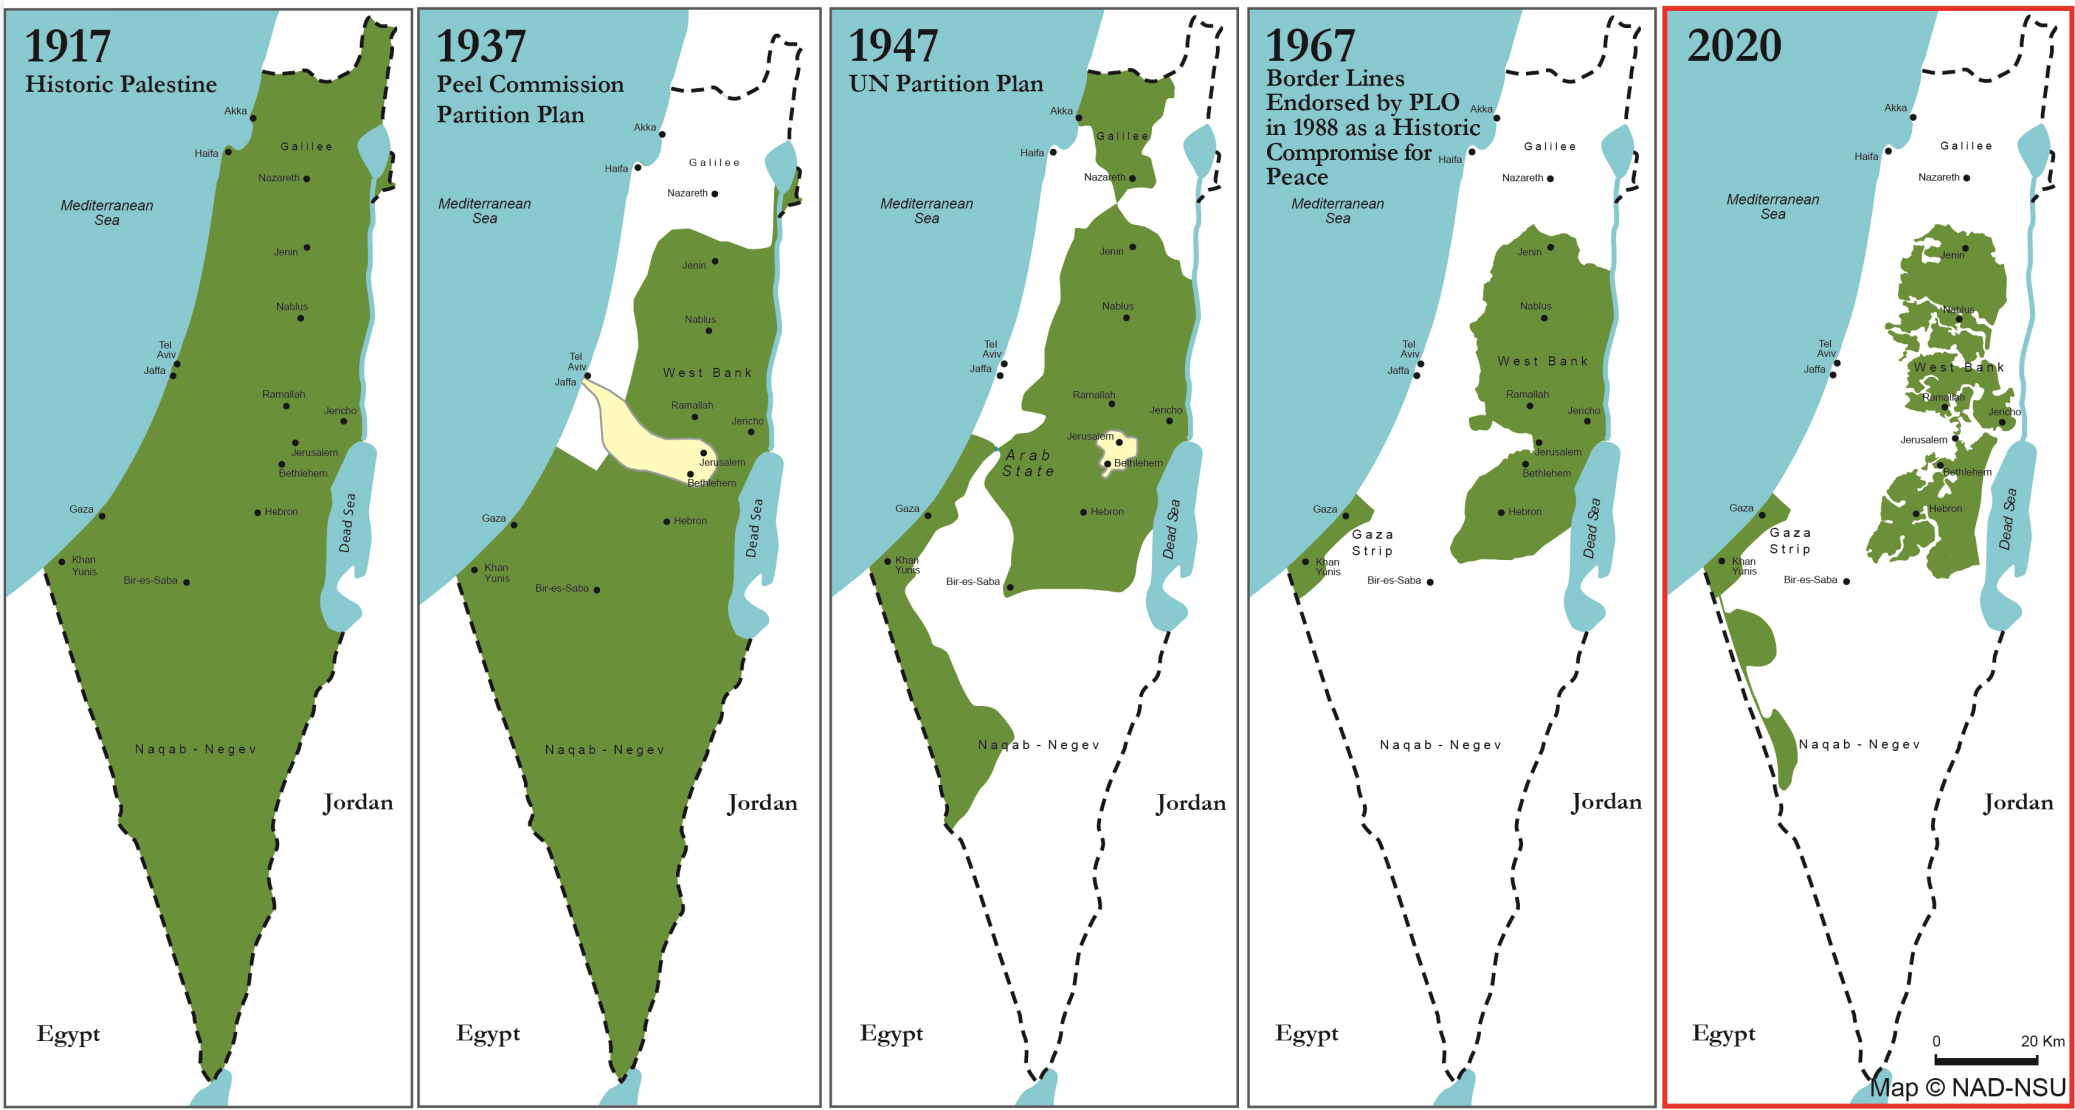 1917
Historic Palestine
Akka
Haifa
Galilee
Nazareth
Mediterranean
Sea
Jenin
Nablus
Tel
Aviv
Jaffa
Ramallah
Jericho
Jerusalem
Bethlehem
Gaza
Hebron
Dead Sea
Khan
Yunis
Bir-es-Saba
Naqab - Negev
Jordan
Egypt
1937
Peel Commission
Partition Plan
Akka
Haifa
Galilee
Nazareth
Mediterranean
Sea
Jenin
Nablus
Tel
Aviv
Jaffa
West Bank
Ramallah
Jericho
Jerusalem
Bethlehem
Gaza
Hebron
Dead Sea
Khan
Yunis
Bir-es-Saba
Naqab - Negev
Jordan
Egypt
1947
UN Partition Plan
Akka
Galilee
Haifa
Nazareth
Mediterranean
Sea
Jenin
Nablus
Tel
Aviv
Jaffa
Ramallah
Jericho
Jerusalem
Arab
State
Bethlehem
Gaza
Hebron
Dead Sea
Khan
Yunis
Bir-es-Saba
Naqab - Negev
Jordan
Egypt
1967
Border Lines
Endorsed by PLO
in 1988 as a Historic
Compromise for
Peace
Akka
Haifa
Galilee
Nazareth
Mediterranean
Sea
Jenin
Nablus
Tel
Aviv
Jaffa
West Bank
Ramallah
Jericho
Jerusalem
Bethlehem
Gaza
Hebron
Dead Sea
Gaza
Strip
Khan
Yunis
Bir-es-Saba
Naqab - Negev
Jordan
Egypt
2020
Akka
Haifa
Galilee
Nazareth
Mediterranean
Sea
Jenin
Nablus
Tel
Aviv
Jaffa
West Bank
Ramallah
Jericho
Jerusalem
Bethlehem
Gaza
Hebron
Dead Sea
Gaza
Strip
Khan
Yunis
Bir-es-Saba
Naqab - Negev
Jordan
Egypt
0 20 Km
Map © NAD-NSU